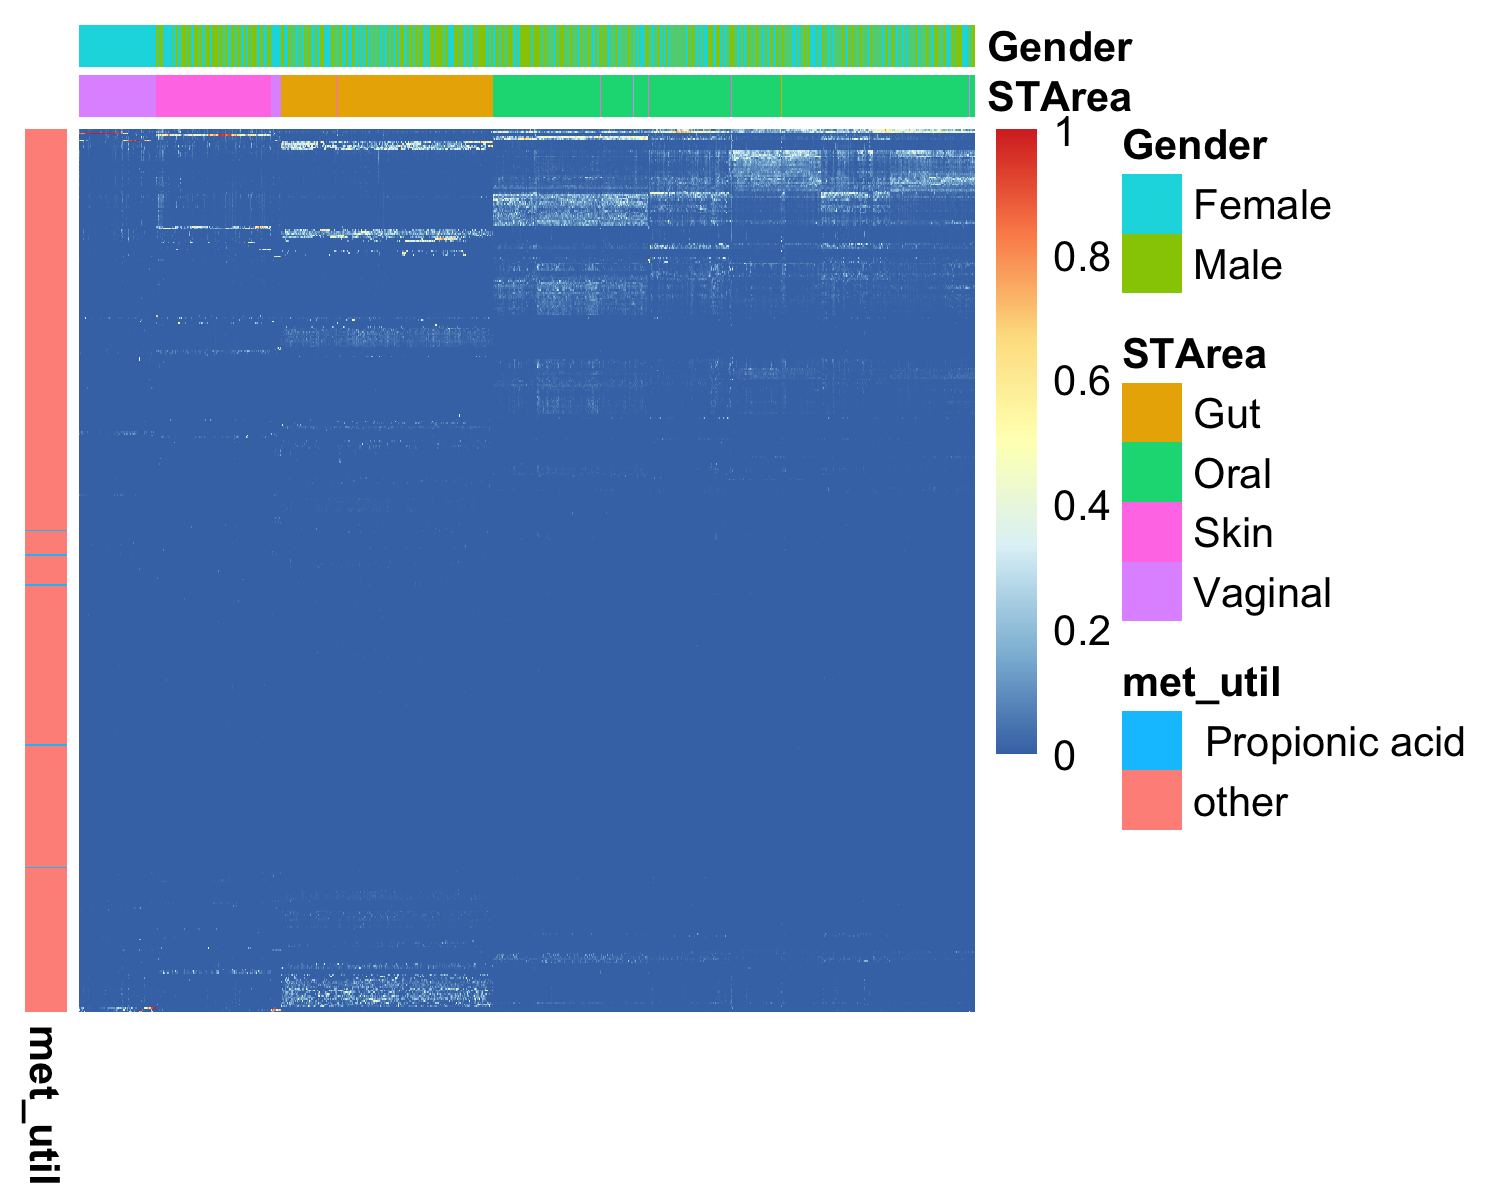 Gender
STArea
1
0.8
0.6
0.4
0.2
0
Gender
Female
Male
STArea
Gut
Oral
Skin
Vaginal
met_util
Propionic acid
other
met_util